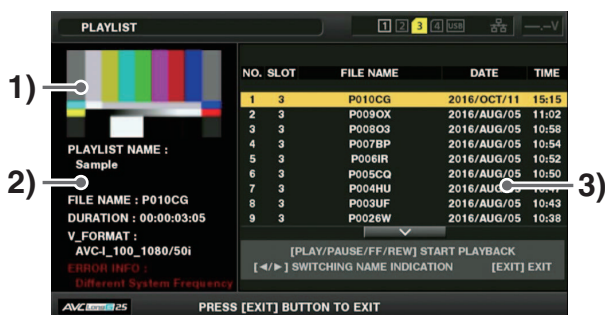 PLAYLIST
1 2 3 4 USB --.--V
1)
2)
3)
PLAYLIST NAME :
Sample
FILE NAME : P010CG
DURATION : 00:00:03:05
V_FORMAT :
AVC-I_100_1080/50i
ERROR INFO :
Different System Frequency
NO. SLOT FILE NAME DATE TIME
1 3 P010CG 2016/OCT/11 15:15
2 3 P009OX 2016/AUG/05 11:02
3 3 P008O3 2016/AUG/05 10:58
4 3 P007BP 2016/AUG/05 10:54
5 3 P006IR 2016/AUG/05 10:52
6 3 P005CQ 2016/AUG/05 10:50
7 3 P004HU 2016/AUG/05 10:47
8 3 P003UF 2016/AUG/05 10:43
9 3 P0026W 2016/AUG/05 10:38
[PLAY/PAUSE/FF/REW] START PLAYBACK
[◄/►] SWITCHING NAME INDICATION [EXIT] EXIT
AVC LongG 25 PRESS [EXIT] BUTTON TO EXIT